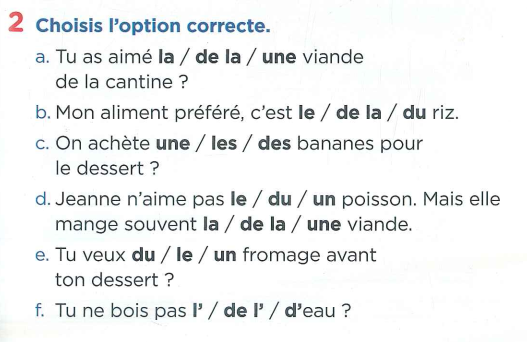 2 Choisis l'option correcte.
a. Tu as aimé la / de la / une viande
de la cantine ?
b. Mon aliment préféré, c'est le / de la / du riz.
c. On achète une / les / des bananes pour
le dessert ?
d. Jeanne n'aime pas le / du / un poisson. Mais elle
mange souvent la / de la / une viande.
e. Tu veux du / le / un fromage avant
ton dessert ?
f. Tu ne bois pas l' / de l' / d'eau ?